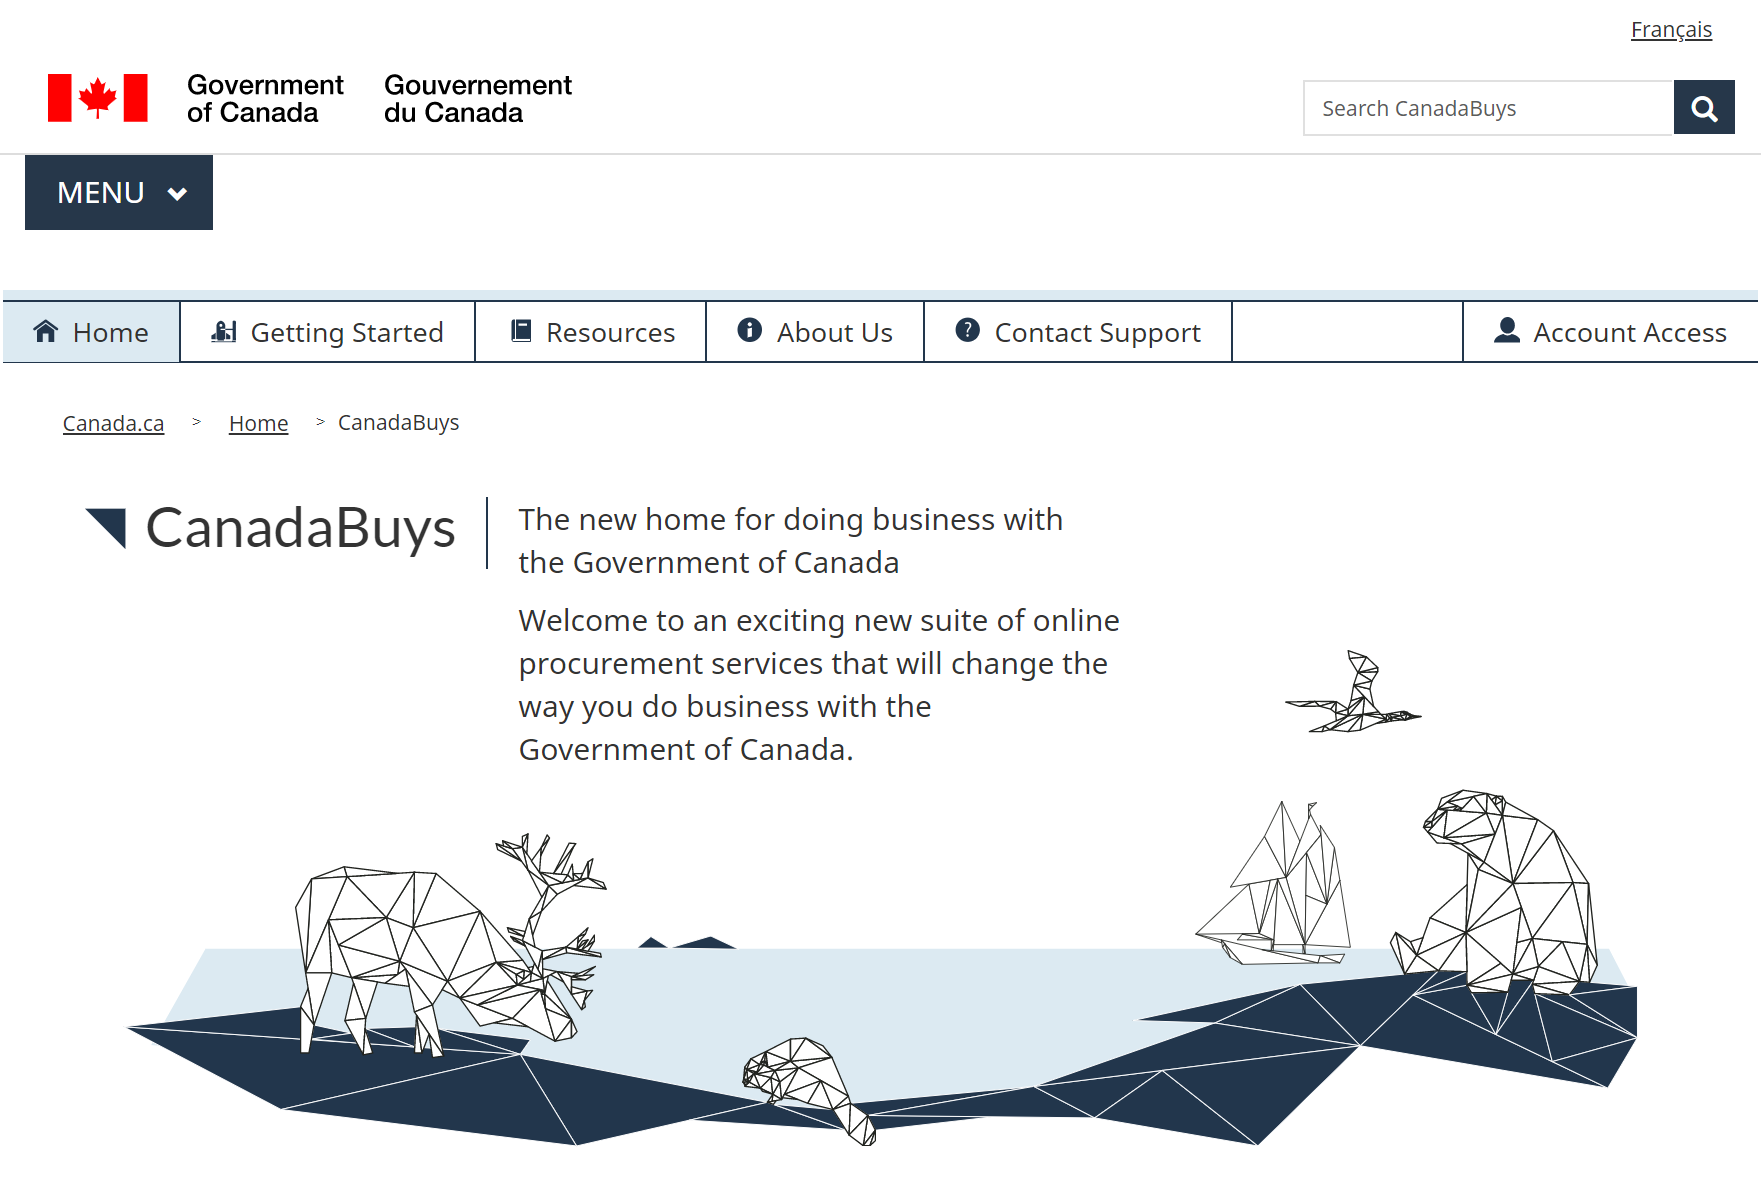 Français
Government of Canada
Gouvernement du Canada
Search CanadaBuys
MENU
Home
Getting Started
Resources
About Us
Contact Support
Account Access
Canada.ca > Home > CanadaBuys
CanadaBuys
The new home for doing business with
the Government of Canada
Welcome to an exciting new suite of online
procurement services that will change the
way you do business with the
Government of Canada.